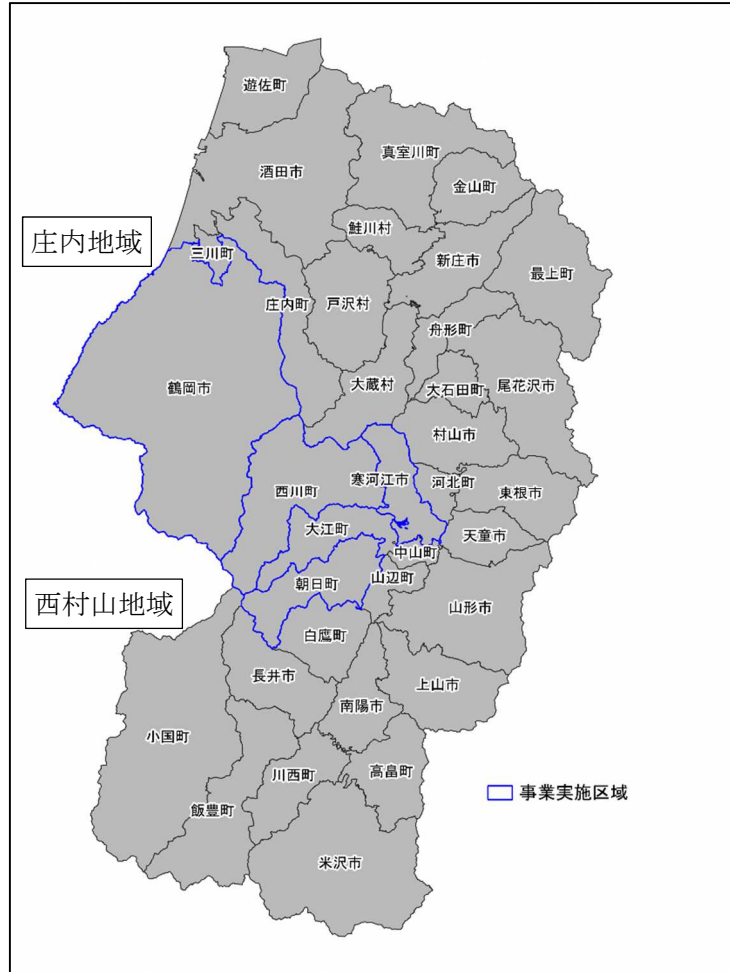 遊佐町
真室川町
酒田市
金山町
鮭川村
庄内地域
三川町
新庄市
最上町
庄内町
戸沢村
舟形町
大蔵村
鶴岡市
大石田町
尾花沢市
村山市
寒河江市
河北町
西川町
東根市
大江町
天童市
中山町
朝日町
山辺町
西村山地域
山形市
白鷹町
長井市
上山市
南陽市
小国町
高畠町
川西町
事業実施区域
飯豊町
米沢市